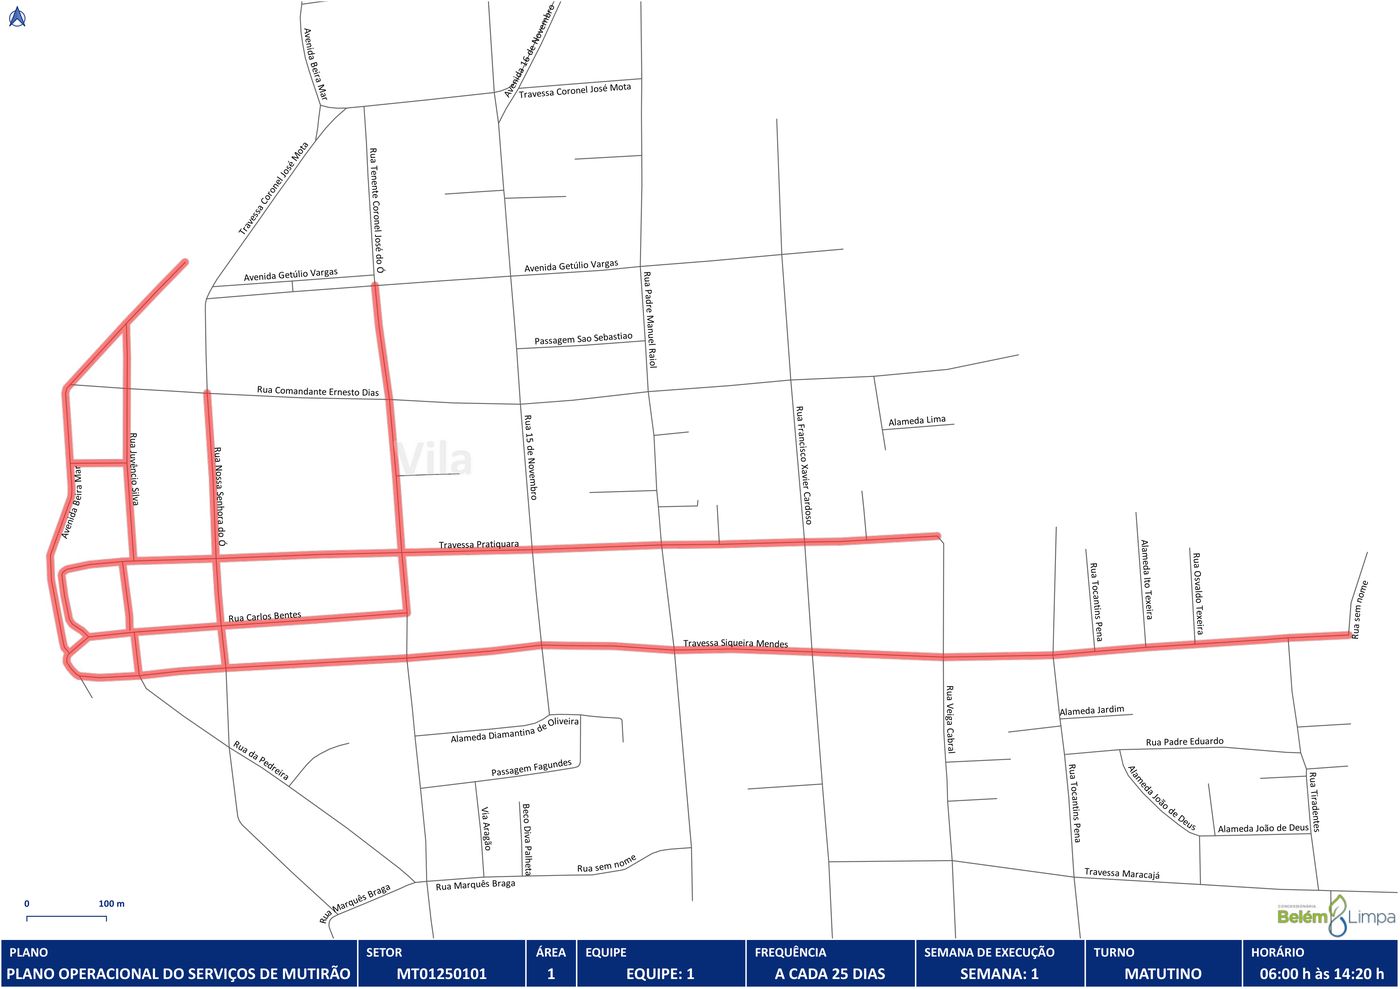 Avenida Beira Mar
Avenida 16 de Novembro
Travessa Coronel José Mota
Travessa Coronel José Mota
Rua Tenente Coronel José do Ó
Avenida Getúlio Vargas
Avenida Getúlio Vargas
Rua Padre Manuel Raiol
Passagem Sao Sebastiao
Rua Comandante Ernesto Dias
Alameda Lima
Rua Juvêncio Silva
Rua Nossa Senhora do Ó
Vila
Rua 15 de Novembro
Rua Francisco Xavier Cardoso
Avenida Beira Mar
Travessa Pratiquara
Rua Tocantins Pena
Alameda Ito Texeira
Rua Osvaldo Texeira
Rua sem nome
Rua Carlos Bentes
Travessa Siqueira Mendes
Rua Veiga Cabral
Alameda Jardim
Alameda Diamantina de Oliveira
Rua Padre Eduardo
Rua da Pedreira
Passagem Fagundes
Alameda João de Deus
Rua Tocantins Pena
Rua Tiradentes
Via Aragão
Beco Diva Palheta
Alameda João de Deus
Rua sem nome
Rua Marquês Braga
Rua Marquês Braga
Travessa Maracajá
0 100 m
CONCESSIONÁRIA
Belém Limpa
PLANO
PLANO OPERACIONAL DO SERVIÇOS DE MUTIRÃO
SETOR
MT01250101
ÁREA
1
EQUIPE
EQUIPE: 1
FREQUÊNCIA
A CADA 25 DIAS
SEMANA DE EXECUÇÃO
SEMANA: 1
TURNO
MATUTINO
HORÁRIO
06:00 h às 14:20 h